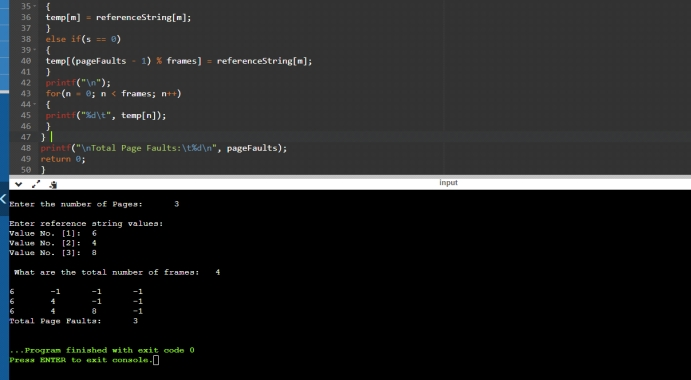 35 {
36 temp[m] = referenceString[m];
37 }
38 else if(s == 0)
39 {
40 temp[(pageFaults - 1) % frames] = referenceString[m];
41 }
42 printf("\n");
43 for(n = 0; n < frames; n++)
44 {
45 printf("%d\t", temp[n]);
46 }
47 }
48 printf("\nTotal Page Faults:\t%d\n", pageFaults);
49 return 0;
50 }
input
Enter the number of Pages: 3
Enter reference string values:
Value No. [1]: 6
Value No. [2]: 4
Value No. [3]: 8
What are the total number of frames: 4
6 -1 -1 -1
6 4 -1 -1
6 4 8 -1
Total Page Faults: 3
...Program finished with exit code 0
Press ENTER to exit console.